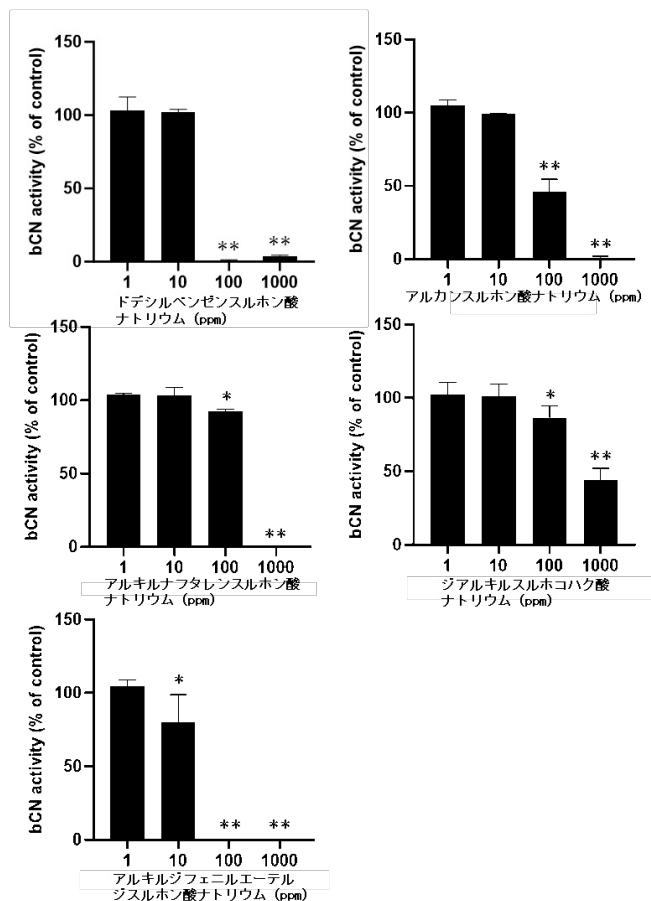 bCN activity (% of control)
150
100
50
0
** **
1 10 100 1000
ドデシルベンゼンスルホン酸
ナトリウム (ppm)
bCN activity (% of control)
150
100
50
0
**
**
1 10 100 1000
アルカンスルホン酸ナトリウム (ppm)
bCN activity (% of control)
150
100
50
0
*
**
1 10 100 1000
アルキルナフタレンスルホン酸
ナトリウム (ppm)
bCN activity (% of control)
150
100
50
0
*
**
1 10 100 1000
ジアルキルスルホコハク酸
ナトリウム (ppm)
bCN activity (% of control)
150
100
50
0
*
** **
1 10 100 1000
アルキルジフェニルエーテル
ジスルホン酸ナトリウム (ppm)